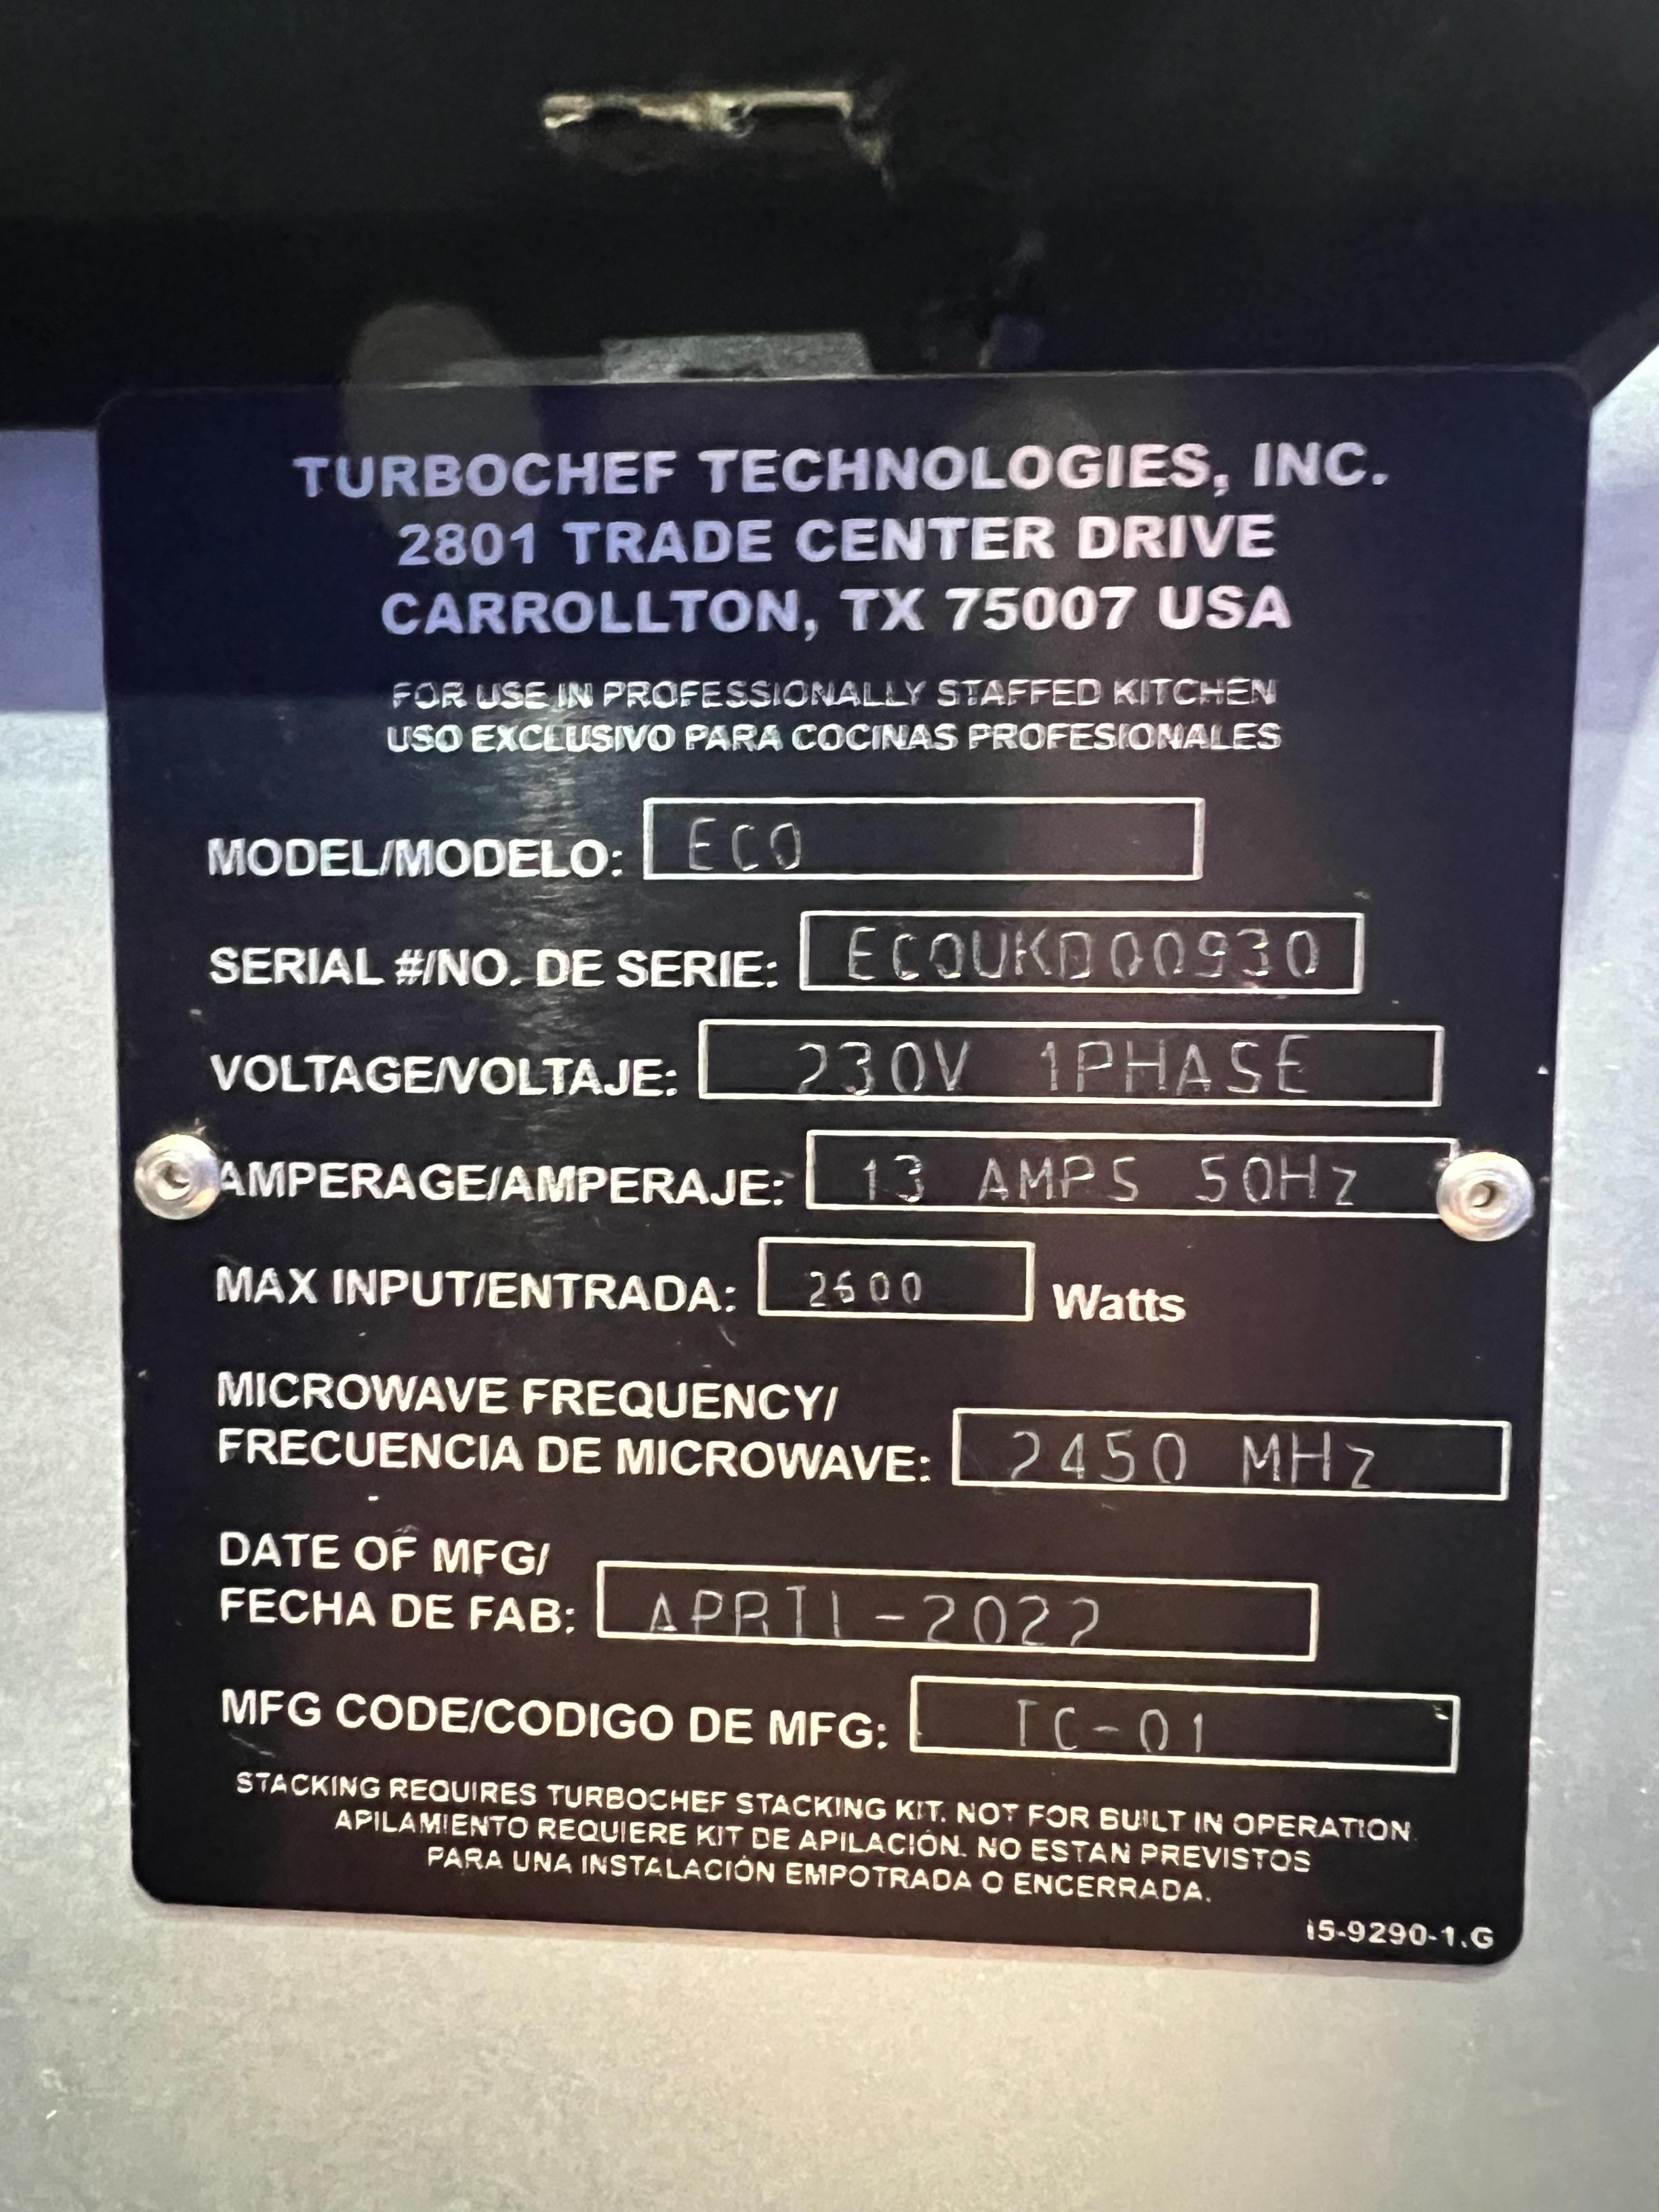 TURBOCHEF TECHNOLOGIES, INC.
2801 TRADE CENTER DRIVE
CARROLLTON, TX 75007 USA
FOR USE IN PROFESSIONALLY STAFFED KITCHEN
USO EXCLUSIVO PARA COCINAS PROFESIONALES
MODEL/MODELO: ECO
SERIAL #/NO. DE SERIE: ECOUKD00930
VOLTAGE/VOLTAJE: 230V 1PHASE
AMPERAGE/AMPERAJE: 13 AMPS 50Hz
MAX INPUT/ENTRADA: 2600 Watts
MICROWAVE FREQUENCY/
FRECUENCIA DE MICROWAVE: 2450 MHz
DATE OF MFG/
FECHA DE FAB: APRIL-2022
MFG CODE/CODIGO DE MFG: TC-01
STACKING REQUIRES TURBOCHEF STACKING KIT. NOT FOR BUILT IN OPERATION.
APILAMIENTO REQUIERE KIT DE APILACIÓN. NO ESTAN PREVISTOS
PARA UNA INSTALACIÓN EMPOTRADA O ENCERRADA.
i5-9290-1.G